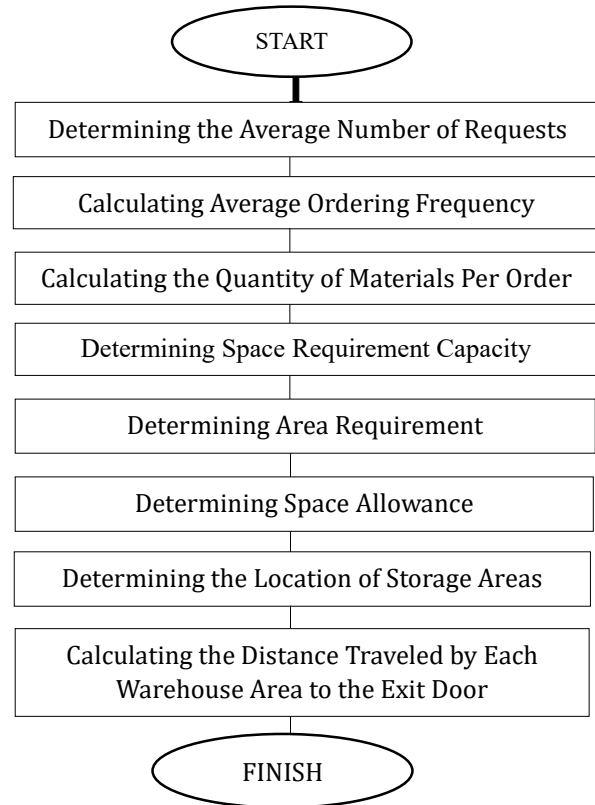 START
Determining the Average Number of Requests
Calculating Average Ordering Frequency
Calculating the Quantity of Materials Per Order
Determining Space Requirement Capacity
Determining Area Requirement
Determining Space Allowance
Determining the Location of Storage Areas
Calculating the Distance Traveled by Each
Warehouse Area to the Exit Door
FINISH